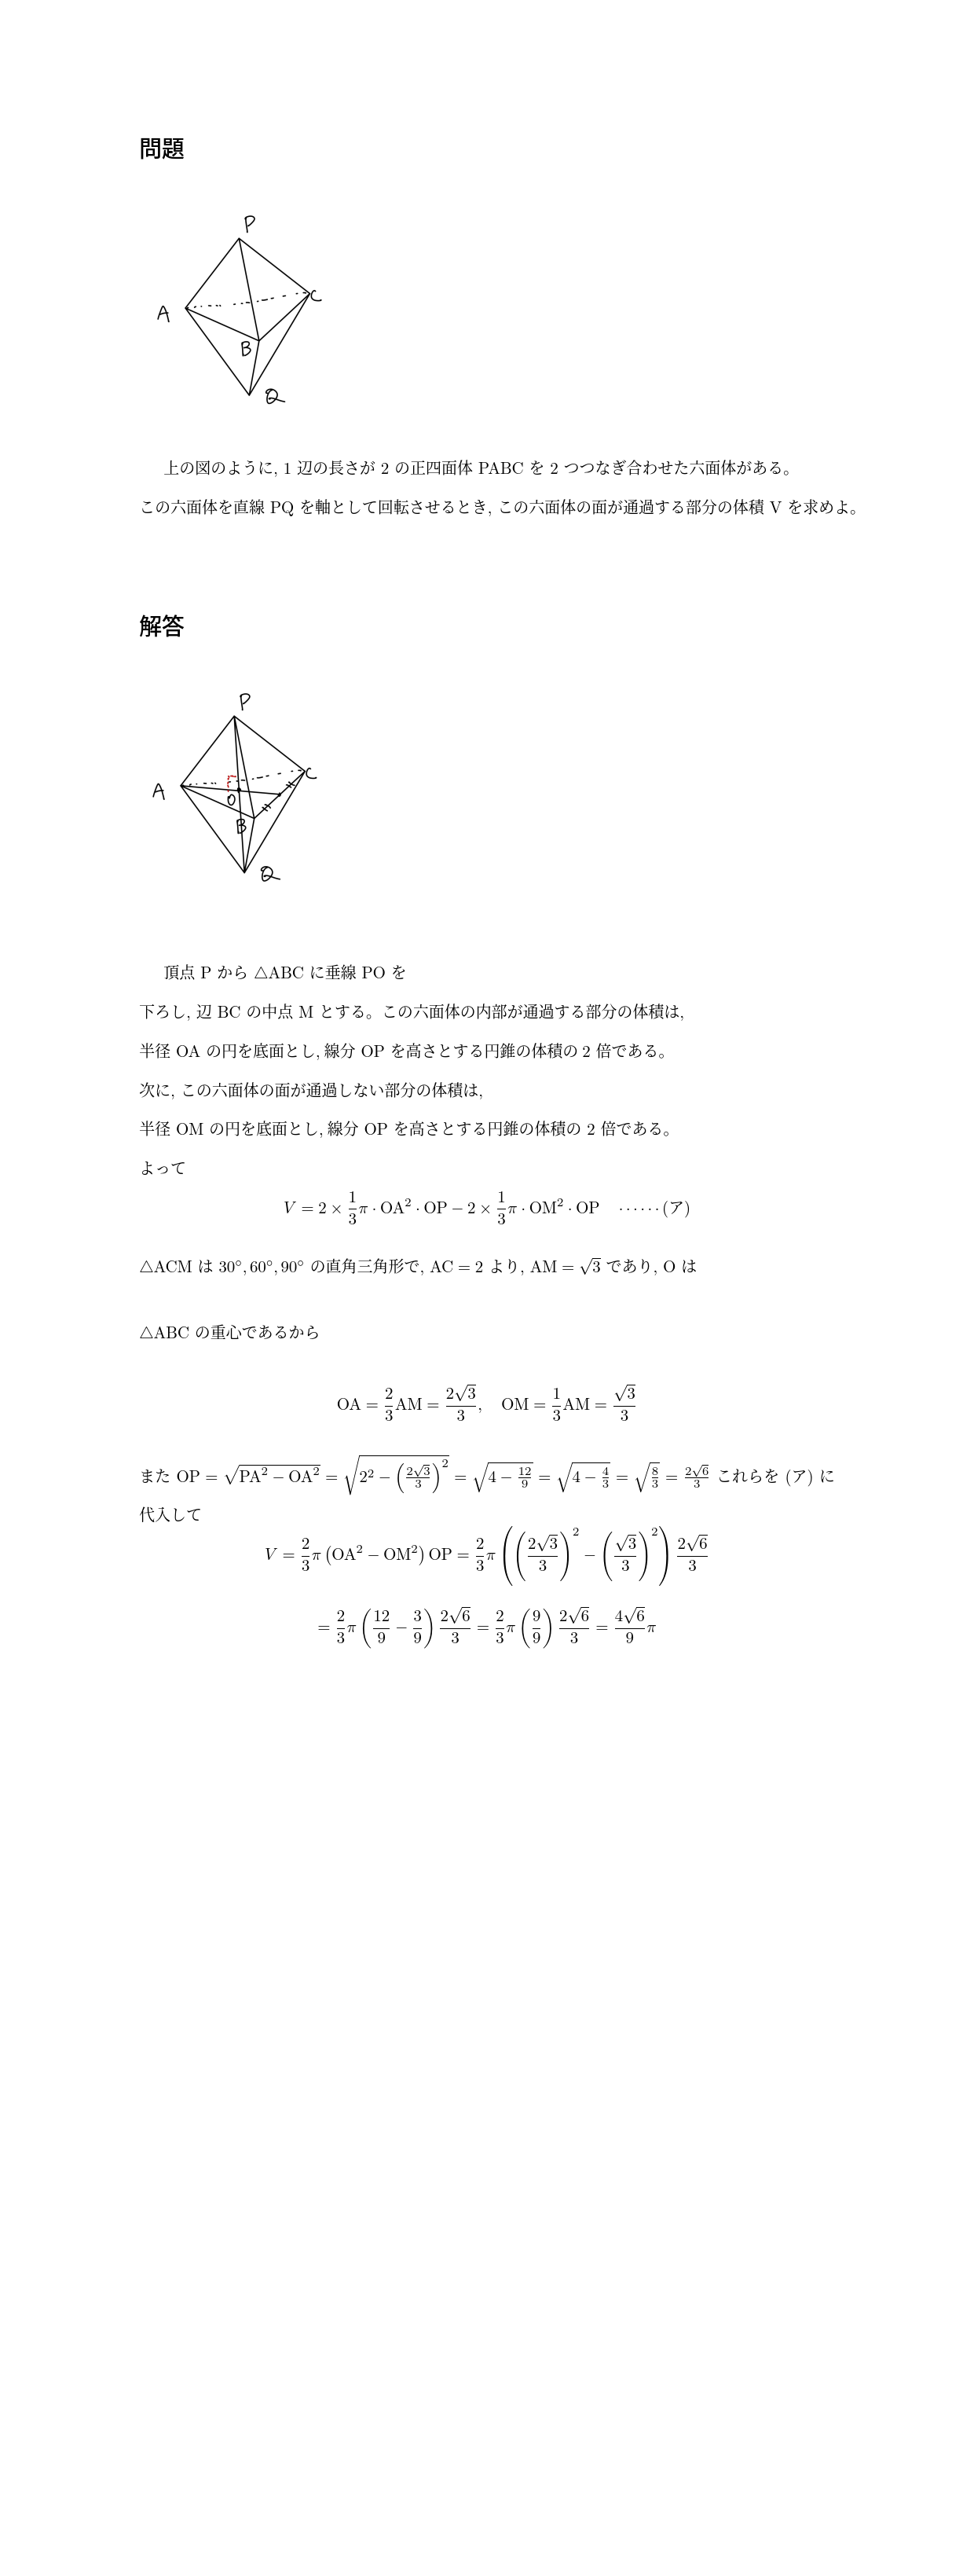 問題
P
A
C
B
Q
上の図のように, 1 辺の長さが 2 の正四面体 PABC を 2 つつなぎ合わせた六面体がある。
この六面体を直線 PQ を軸として回転させるとき, この六面体の面が通過する部分の体積 V を求めよ。
解答
P
A
C
O
B
Q
頂点 P から △ABC に垂線 PO を
下ろし, 辺 BC の中点 M とする。この六面体の内部が通過する部分の体積は,
半径 OA の円を底面とし, 線分 OP を高さとする円錐の体積の 2 倍である。
次に, この六面体の面が通過しない部分の体積は,
半径 OM の円を底面とし, 線分 OP を高さとする円錐の体積の 2 倍である。
よって
$V = 2 \times \frac{1}{3}\pi \cdot \mathrm{OA}^2 \cdot \mathrm{OP} - 2 \times \frac{1}{3}\pi \cdot \mathrm{OM}^2 \cdot \mathrm{OP} \quad \cdots\cdots (ア)$
△ACM は 30°, 60°, 90° の直角三角形で, AC = 2 より, AM = $\sqrt{3}$ であり, O は
△ABC の重心であるから
$\mathrm{OA} = \frac{2}{3}\mathrm{AM} = \frac{2\sqrt{3}}{3}, \quad \mathrm{OM} = \frac{1}{3}\mathrm{AM} = \frac{\sqrt{3}}{3}$
また OP = $\sqrt{\mathrm{PA}^2 - \mathrm{OA}^2} = \sqrt{2^2 - \left(\frac{2\sqrt{3}}{3}\right)^2} = \sqrt{4 - \frac{12}{9}} = \sqrt{4 - \frac{4}{3}} = \sqrt{\frac{8}{3}} = \frac{2\sqrt{6}}{3}$ これらを (ア) に
代入して
$V = \frac{2}{3}\pi \left(\mathrm{OA}^2 - \mathrm{OM}^2\right) \mathrm{OP} = \frac{2}{3}\pi \left(\left(\frac{2\sqrt{3}}{3}\right)^2 - \left(\frac{\sqrt{3}}{3}\right)^2\right) \frac{2\sqrt{6}}{3}$
$= \frac{2}{3}\pi \left(\frac{12}{9} - \frac{3}{9}\right) \frac{2\sqrt{6}}{3} = \frac{2}{3}\pi \left(\frac{9}{9}\right) \frac{2\sqrt{6}}{3} = \frac{4\sqrt{6}}{9}\pi$